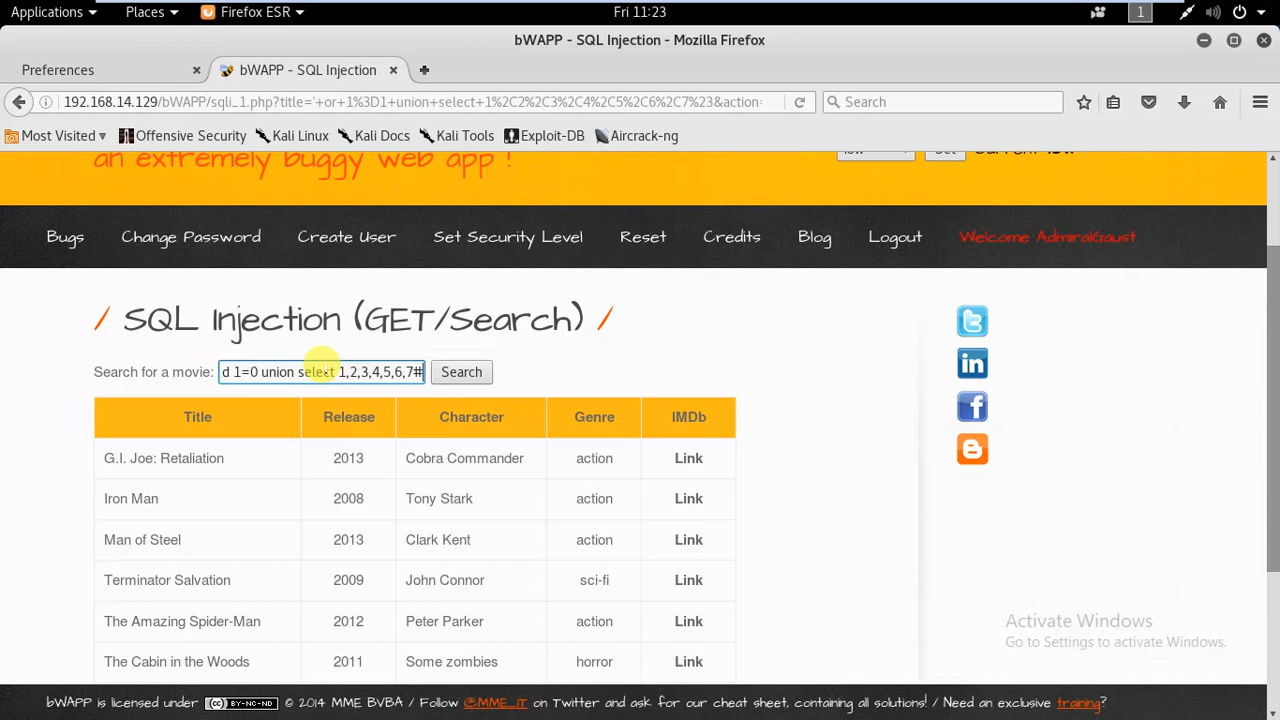 Applications Places Firefox ESR Fri 11:23 1
bWAPP - SQL Injection - Mozilla Firefox
Preferences × bWAPP - SQL Injection ×
192.168.14.129/bWAPP/sqli_1.php?title='+or+1%3D1+union+select+1%2C2%2C3%2C4%2C5%2C6%2C7%23&action= Search
Most Visited Offensive Security Kali Linux Kali Docs Kali Tools Exploit-DB Aircrack-ng
an extremely buggy web app !
low Set Current: low
Bugs Change Password Create User Set Security Level Reset Credits Blog Logout Welcome AdmiralGaust
/ SQL Injection (GET/Search) /
Search for a movie: d 1=0 union select 1,2,3,4,5,6,7# Search
Title Release Character Genre IMDb
G.I. Joe: Retaliation 2013 Cobra Commander action Link
Iron Man 2008 Tony Stark action Link
Man of Steel 2013 Clark Kent action Link
Terminator Salvation 2009 John Connor sci-fi Link
The Amazing Spider-Man 2012 Peter Parker action Link
The Cabin in the Woods 2011 Some zombies horror Link
Activate Windows
Go to Settings to activate Windows.
bWAPP is licensed under (cc) BY-NC-ND © 2014 MME BVBA / Follow @MME_IT on Twitter and ask for our cheat sheet, containing all solutions! / Need an exclusive training?